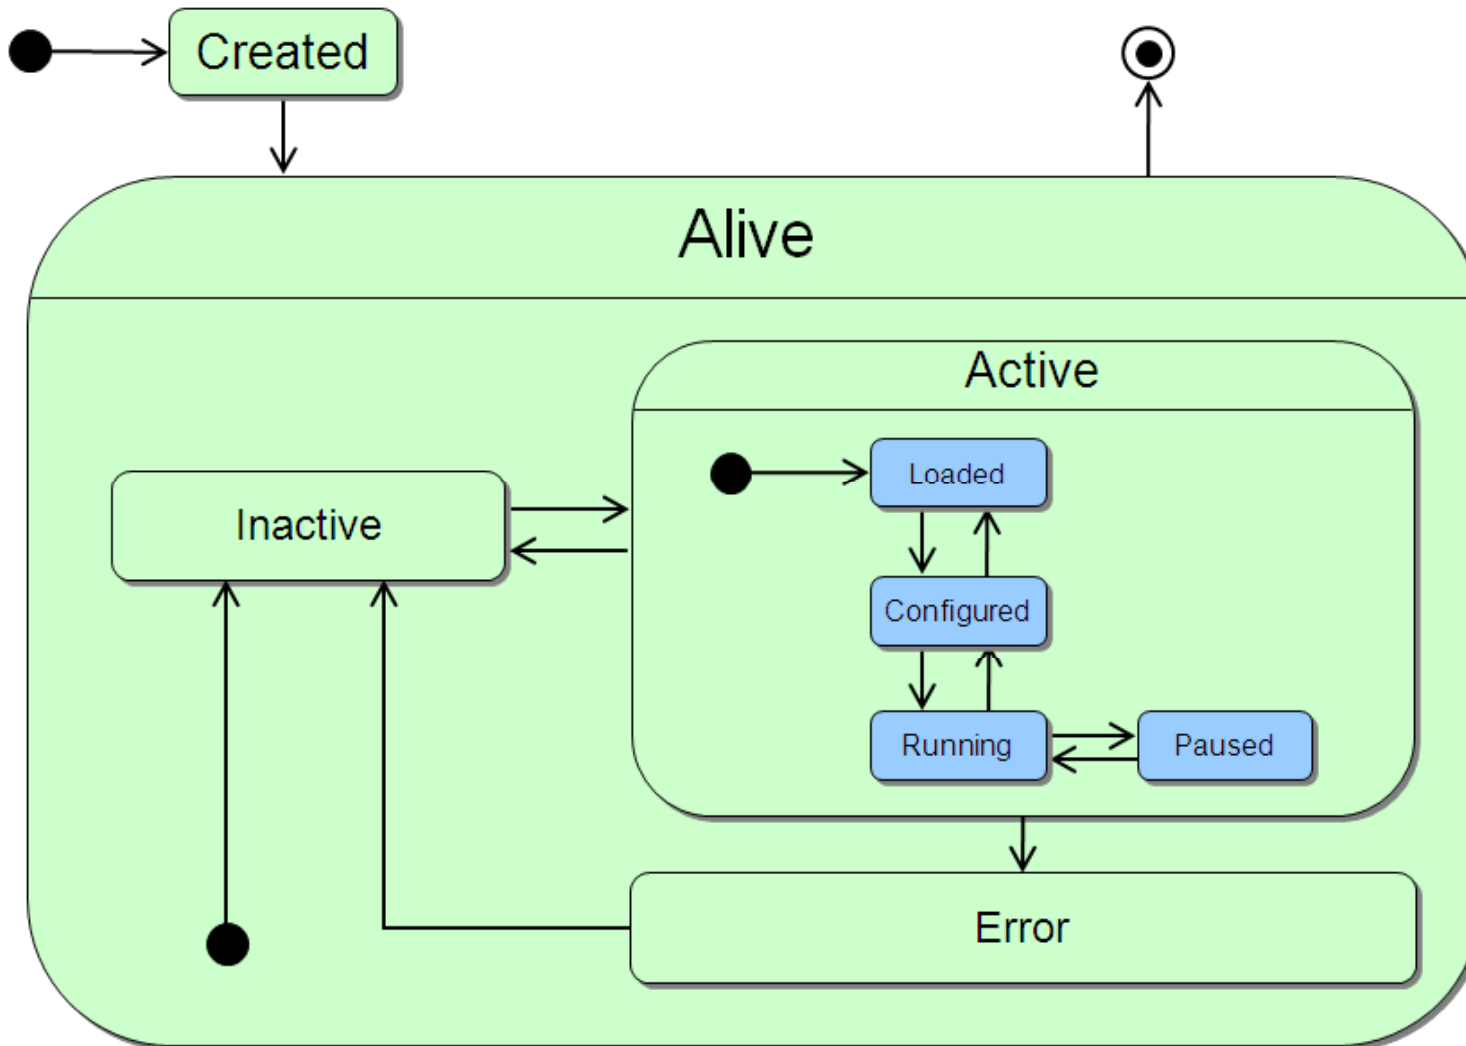 Created
Alive
Active
Loaded
Inactive
Configured
Running
Paused
Error